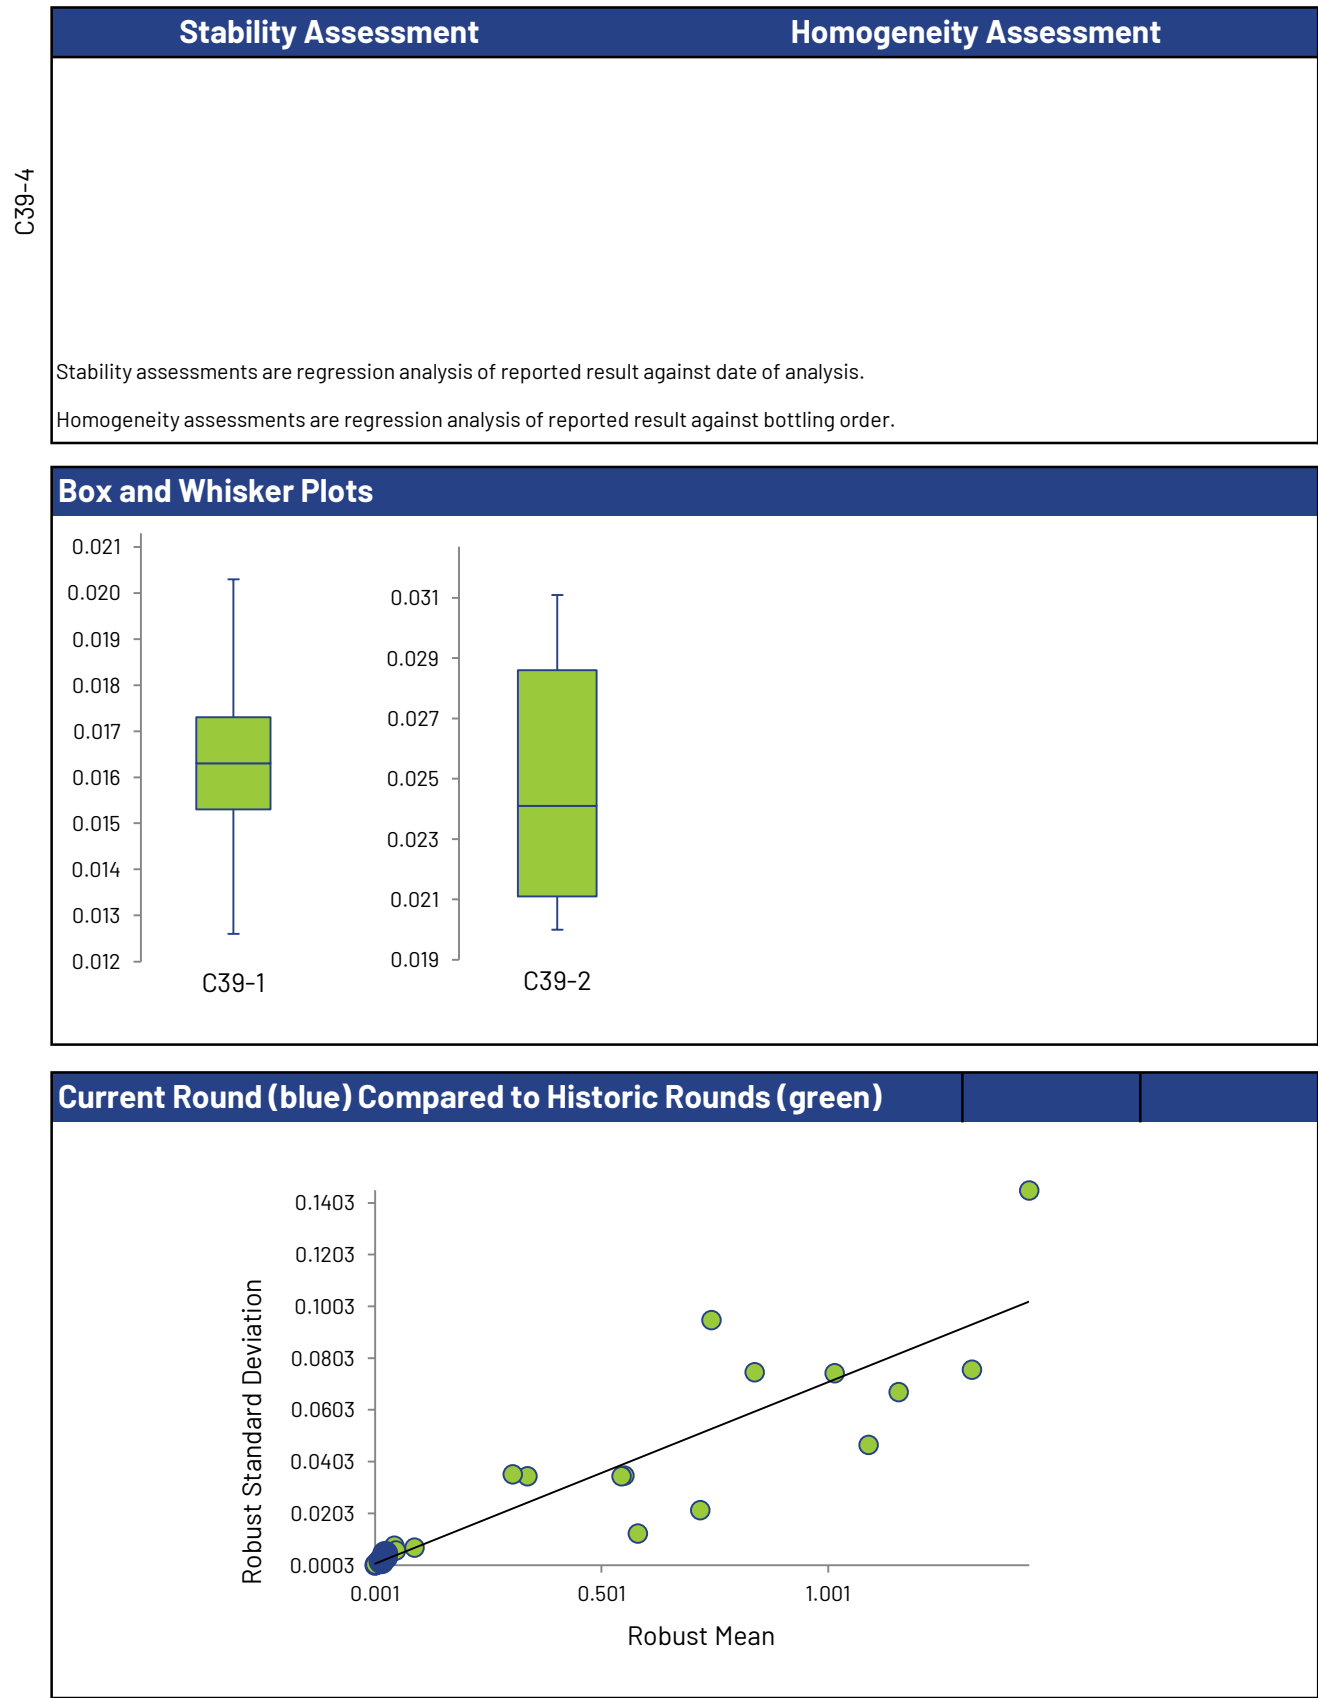 Stability Assessment Homogeneity Assessment
C39-4
Stability assessments are regression analysis of reported result against date of analysis.
Homogeneity assessments are regression analysis of reported result against bottling order.
Box and Whisker Plots
0.021
0.020
0.019
0.018
0.017
0.016
0.015
0.014
0.013
0.012
C39-1
0.031
0.029
0.027
0.025
0.023
0.021
0.019
C39-2
Current Round (blue) Compared to Historic Rounds (green)
Robust Standard Deviation
0.1403
0.1203
0.1003
0.0803
0.0603
0.0403
0.0203
0.0003
0.001 0.501 1.001
Robust Mean